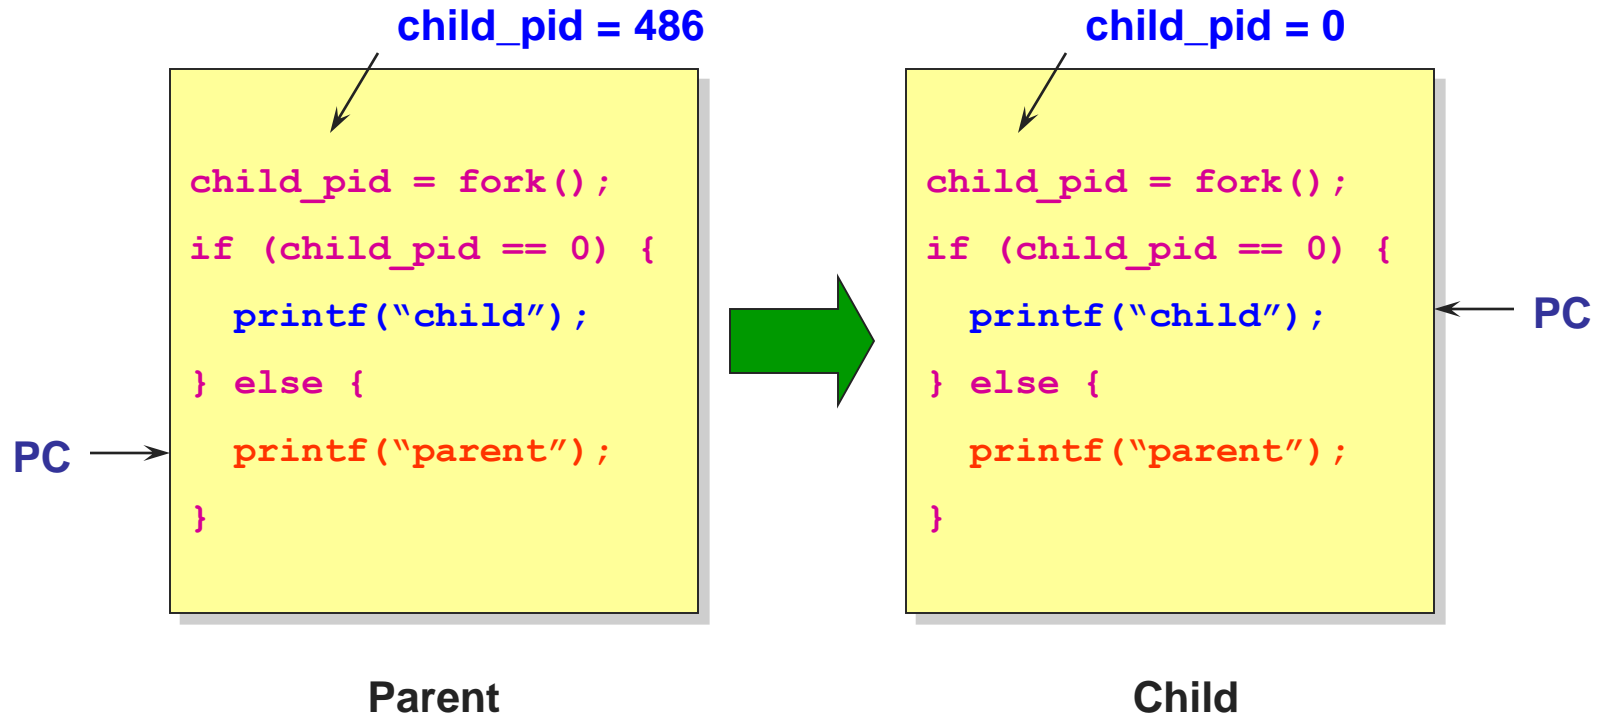 child_pid = 486
child_pid = fork();
if (child_pid == 0) {
printf(“child”);
} else {
printf(“parent”);
}
PC
Parent
child_pid = 0
child_pid = fork();
if (child_pid == 0) {
printf(“child”);
} else {
printf(“parent”);
}
PC
Child